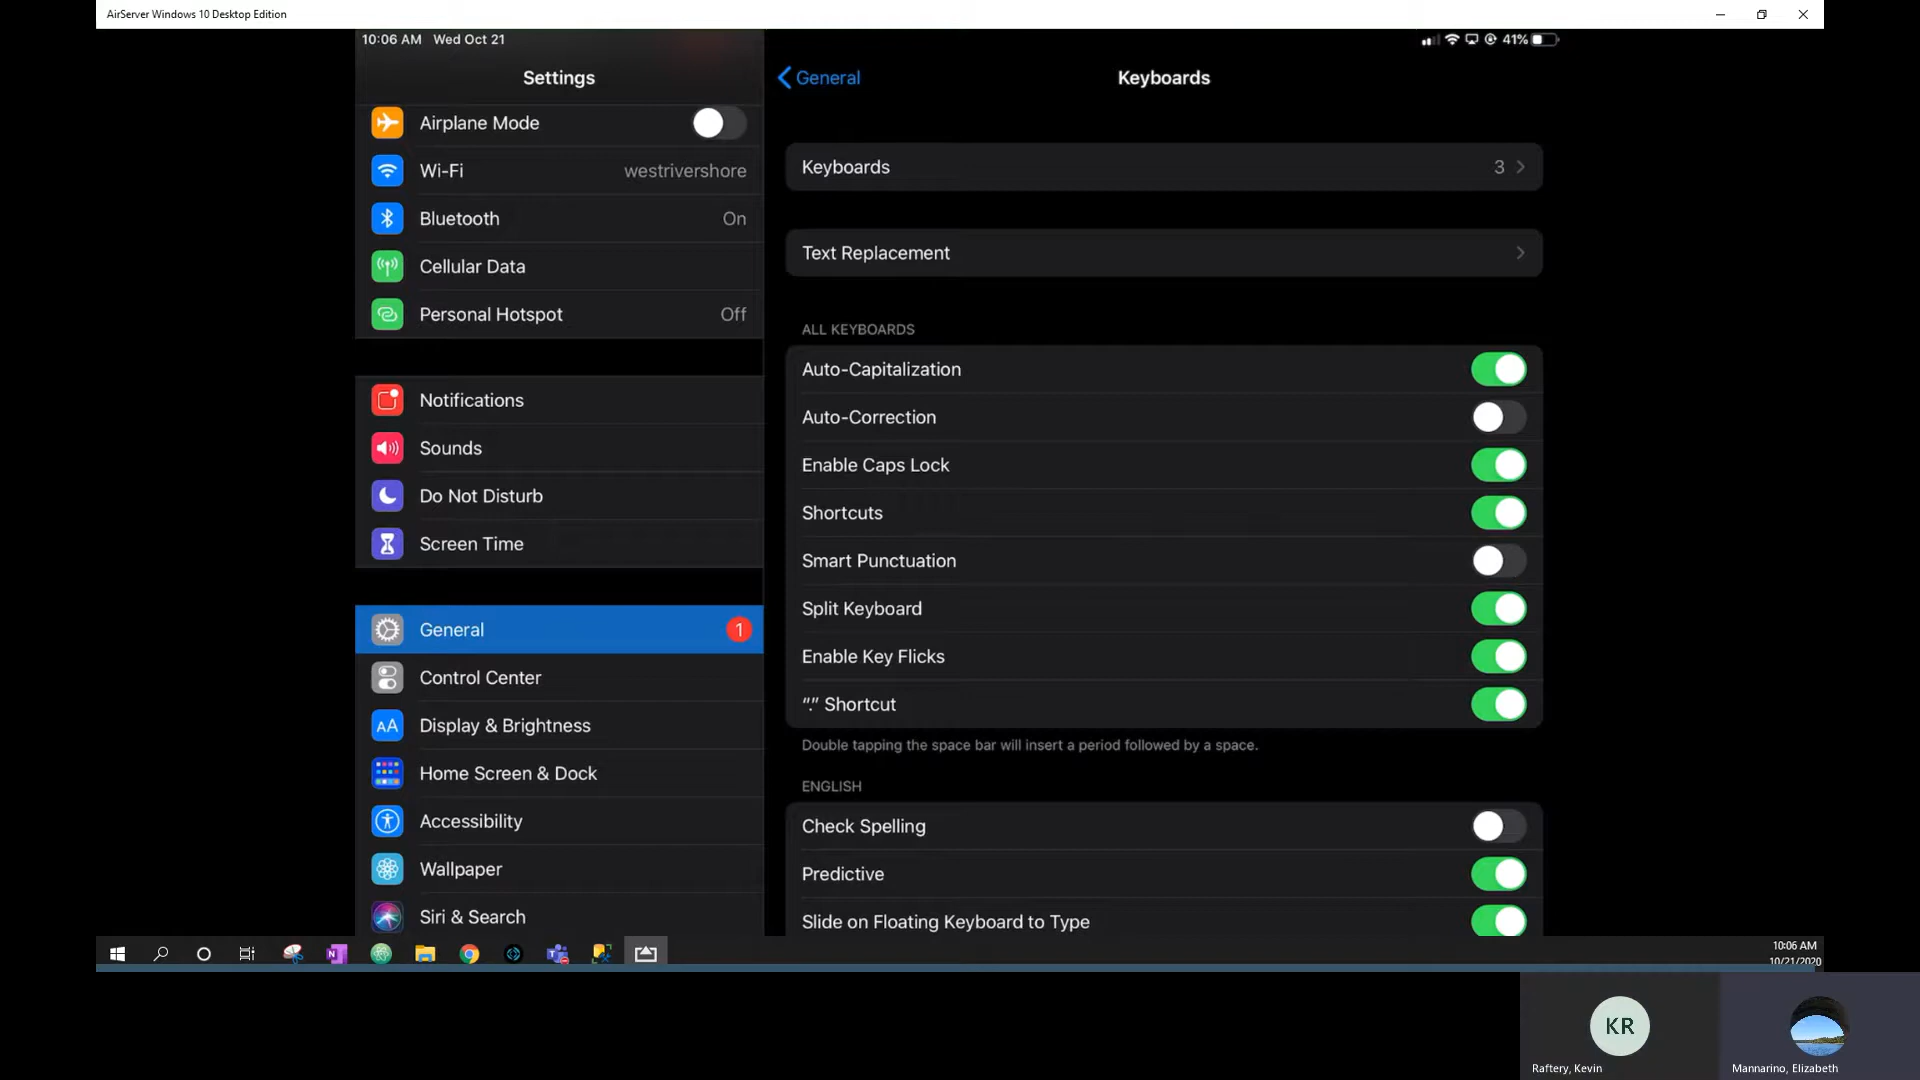 AirServer Windows 10 Desktop Edition
10:06 AM Wed Oct 21
41%
Settings
Airplane Mode
Wi-Fi westrivershore
Bluetooth On
Cellular Data
Personal Hotspot Off
Notifications
Sounds
Do Not Disturb
Screen Time
General 1
Control Center
AA Display & Brightness
Home Screen & Dock
Accessibility
Wallpaper
Siri & Search
General
Keyboards
Keyboards 3
Text Replacement
ALL KEYBOARDS
Auto-Capitalization
Auto-Correction
Enable Caps Lock
Shortcuts
Smart Punctuation
Split Keyboard
Enable Key Flicks
“.” Shortcut
Double tapping the space bar will insert a period followed by a space.
ENGLISH
Check Spelling
Predictive
Slide on Floating Keyboard to Type
N
10:06 AM
10/21/2020
KR
Raftery, Kevin
Mannarino, Elizabeth